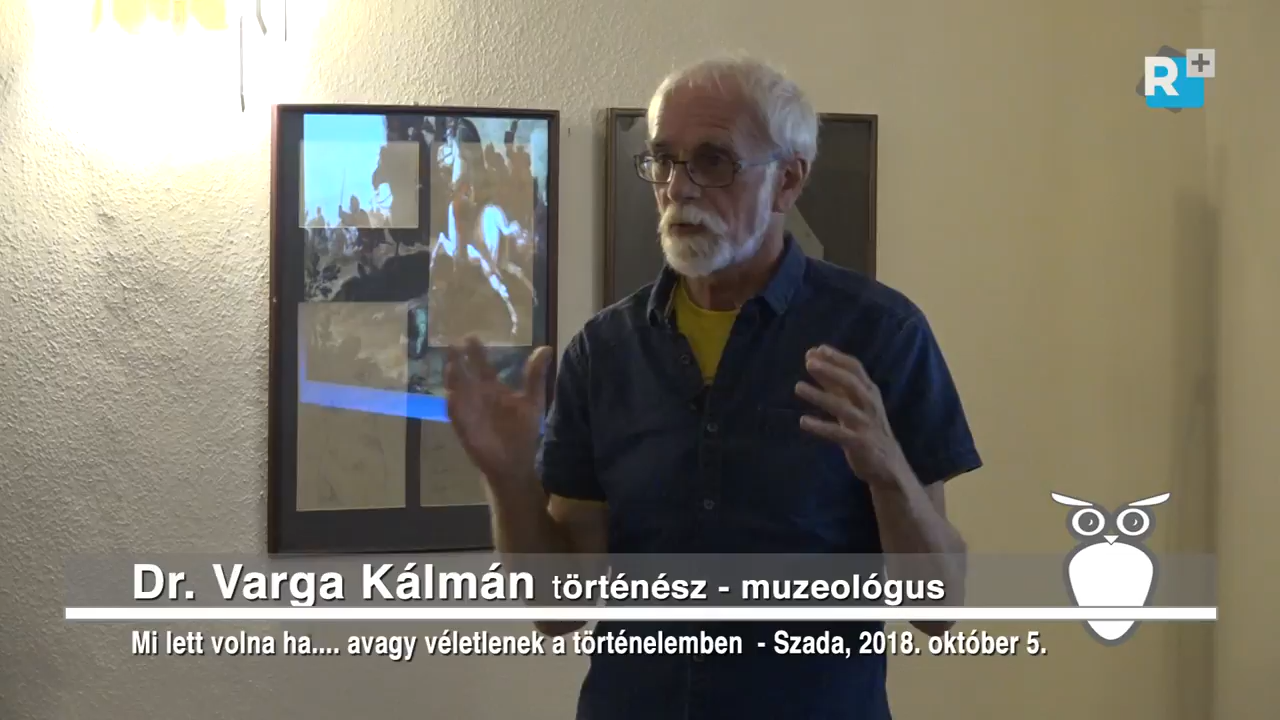 R+
Dr. Varga Kálmán történész - muzeológus
Mi lett volna ha.... avagy véletlenek a történelemben - Szada, 2018. október 5.